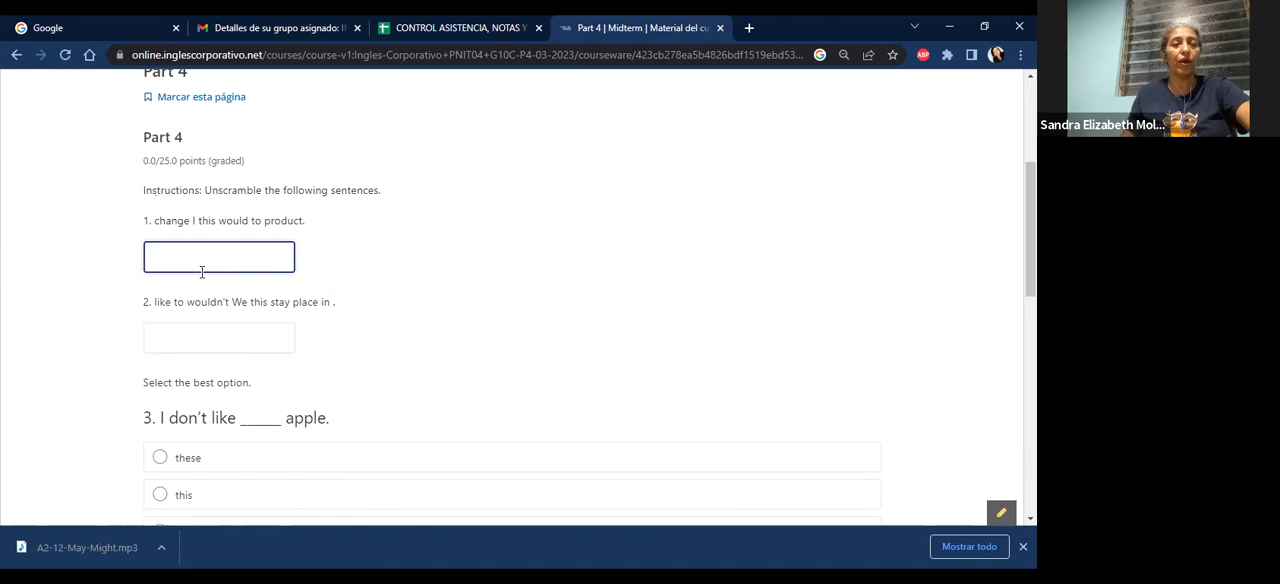 Google
Detalles de su grupo asignado: I
CONTROL ASISTENCIA, NOTAS Y
Part 4 | Midterm | Material del cu
online.inglescorporativo.net/courses/course-v1:Ingles-Corporativo+PNIT04+G10C-P4-03-2023/courseware/423cb278ea5b4826bdf1519ebd53...
ABP
Part 4
Marcar esta página
Part 4
0.0/25.0 points (graded)
Instructions: Unscramble the following sentences.
1. change I this would to product.
2. like to wouldn't We this stay place in .
Select the best option.
3. I don't like ______ apple.
these
this
A2-12-May-Might.mp3
Mostrar todo
Sandra Elizabeth Mol...